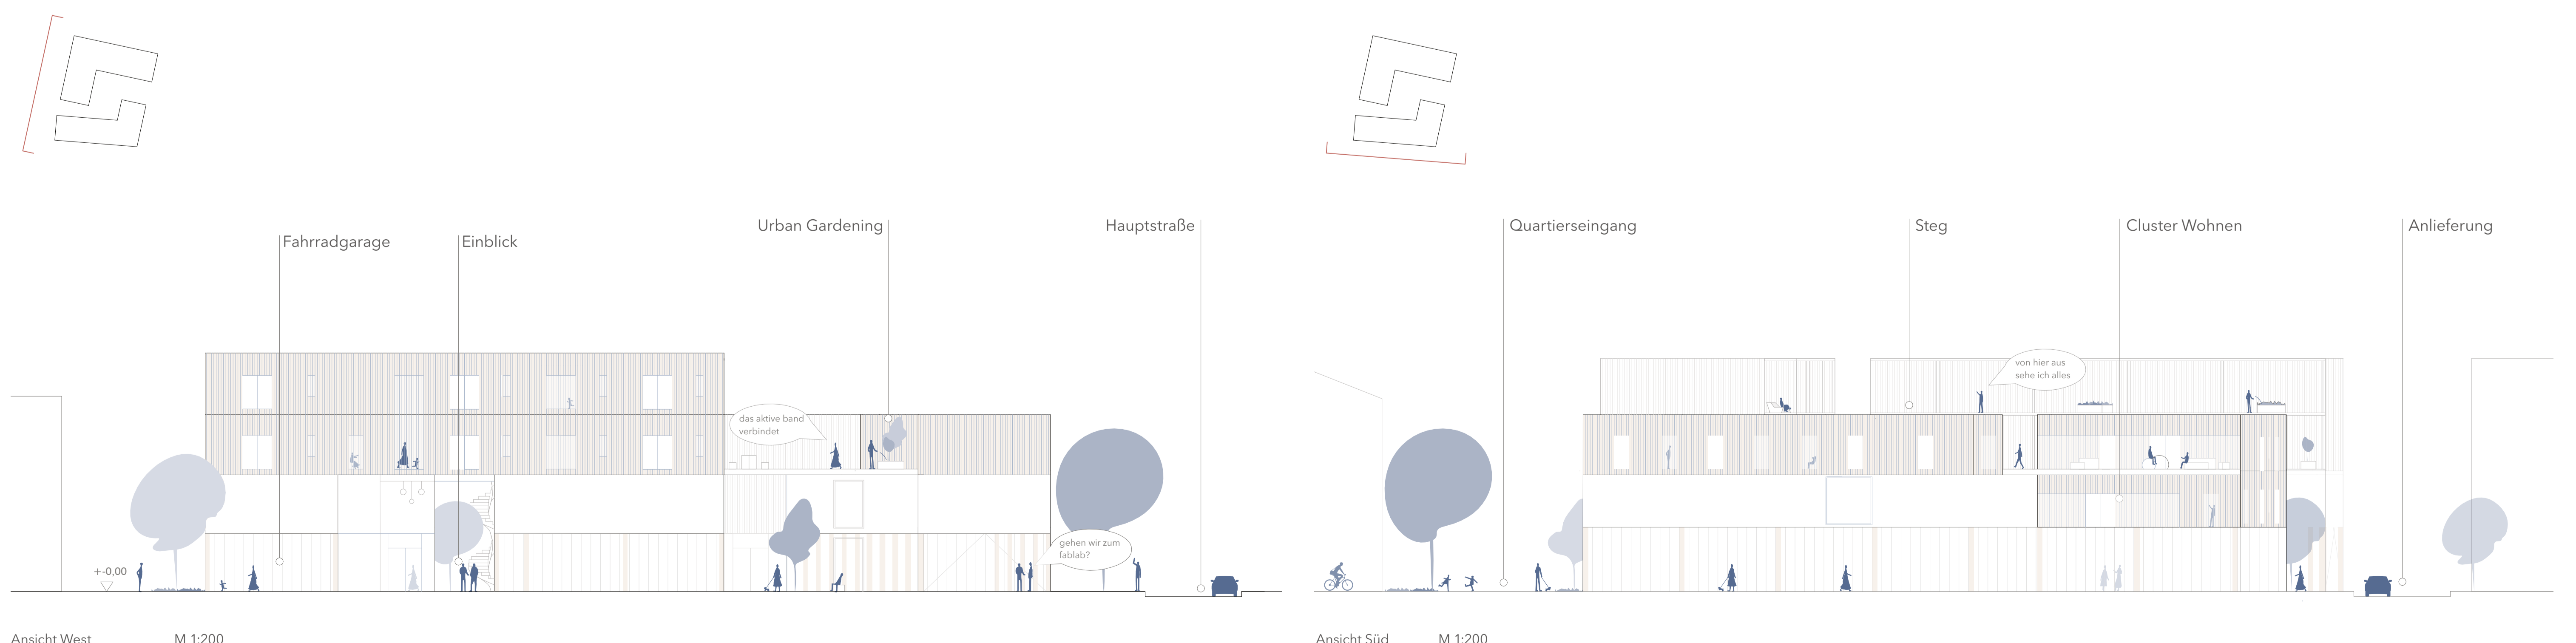 Fahrradgarage
Einblick
Urban Gardening
Hauptstraße
das aktive band
verbindet
gehen wir zum
fablab?
+-0,00
Ansicht West M 1:200
Quartierseingang
Steg
Cluster Wohnen
Anlieferung
von hier aus
sehe ich alles
Ansicht Süd M 1:200